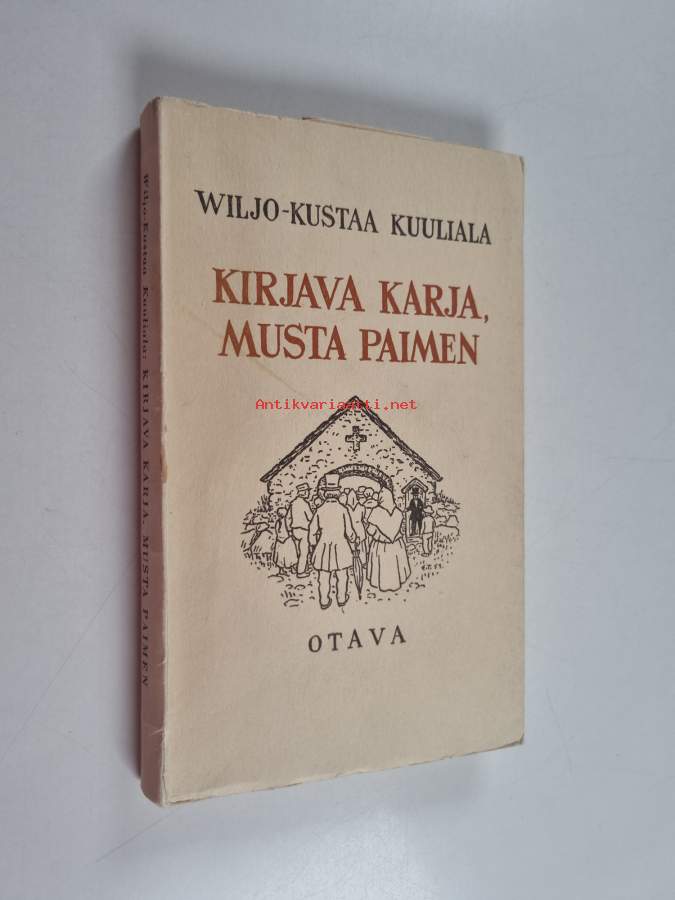 WILJO-KUSTAA KUULIALA
KIRJAVA KARJA,
MUSTA PAIMEN
Antikvariaatti.net
OTAVA
Wiljo-Kustaa Kuuliala: KIRJAVA KARJA, MUSTA PAIMEN